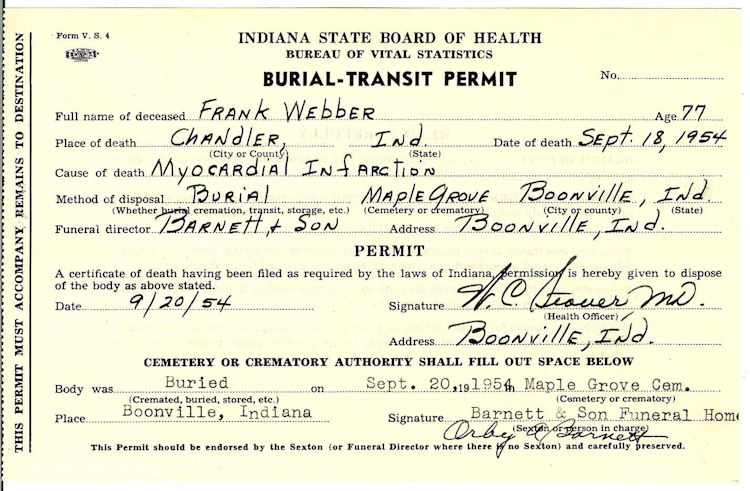 Form V. S. 4
INDIANA STATE BOARD OF HEALTH
BUREAU OF VITAL STATISTICS
BURIAL-TRANSIT PERMIT
No.
Full name of deceased FRANK WEBBER Age 77
Place of death CHANDLER, Ind. Date of death Sept. 18, 1954
(City or County) (State)
Cause of death MYOCARDIAL INFARCTION
Method of disposal BURIAL MAPLE GROVE BOONVILLE, IND.
(Whether burial cremation, transit, storage, etc.) (Cemetery or crematory) (City or county) (State)
Funeral director BARNETT & SON Address BOONVILLE, IND.
PERMIT
A certificate of death having been filed as required by the laws of Indiana, permission is hereby given to dispose
of the body as above stated.
Date 9/20/54 Signature W. C. Stover MD.
(Health Officer)
Address BOONVILLE, IND.
CEMETERY OR CREMATORY AUTHORITY SHALL FILL OUT SPACE BELOW
Body was Buried on Sept. 20, 19 1954 Maple Grove Cem.
(Cremated, buried, stored, etc.) (Cemetery or crematory)
Place Boonville, Indiana Signature Barnett & Son Funeral Home
(Sexton or person in charge)
Orby A Barnett
This Permit should be endorsed by the Sexton (or Funeral Director where there is no Sexton) and carefully preserved.
THIS PERMIT MUST ACCOMPANY REMAINS TO DESTINATION